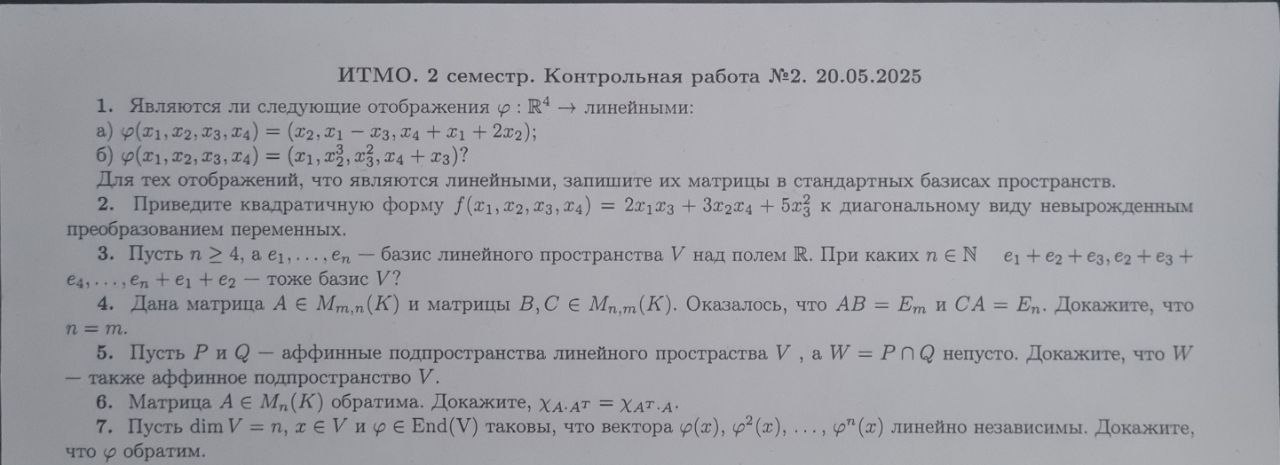 ИТМО. 2 семестр. Контрольная работа №2. 20.05.2025
1. Являются ли следующие отображения φ : ℝ⁴ → линейными:
а) φ(x₁, x₂, x₃, x₄) = (x₂, x₁ − x₃, x₄ + x₁ + 2x₂);
б) φ(x₁, x₂, x₃, x₄) = (x₁, x₂³, x₃², x₄ + x₃)?
Для тех отображений, что являются линейными, запишите их матрицы в стандартных базисах пространств.
2. Приведите квадратичную форму f(x₁, x₂, x₃, x₄) = 2x₁x₃ + 3x₂x₄ + 5x₃² к диагональному виду невырожденным
преобразованием переменных.
3. Пусть n ≥ 4, а e₁, . . . , eₙ — базис линейного пространства V над полем ℝ. При каких n ∈ ℕ e₁ + e₂ + e₃, e₂ + e₃ +
e₄, . . . , eₙ + e₁ + e₂ — тоже базис V?
4. Дана матрица A ∈ Mₘ,ₙ(K) и матрицы B, C ∈ Mₙ,ₘ(K). Оказалось, что AB = Eₘ и CA = Eₙ. Докажите, что
n = m.
5. Пусть P и Q — аффинные подпространства линейного простраства V , а W = P ∩ Q непусто. Докажите, что W
— также аффинное подпространство V.
6. Матрица A ∈ Mₙ(K) обратима. Докажите, χ_{A·Aᵀ} = χ_{Aᵀ·A}.
7. Пусть dim V = n, x ∈ V и φ ∈ End(V) таковы, что вектора φ(x), φ²(x), . . . , φⁿ(x) линейно независимы. Докажите,
что φ обратим.